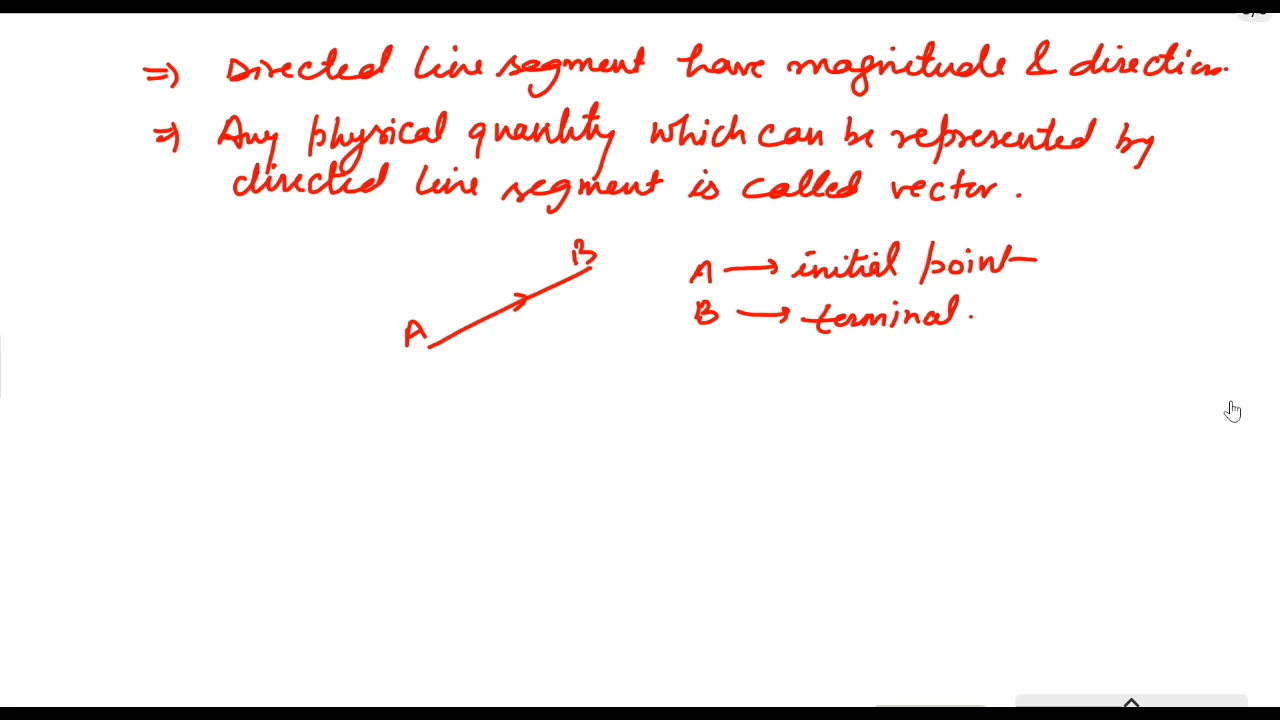 => Directed line segment have magnitude & direction.
=> Any physical quantity which can be represented by
directed line segment is called vector.
B
A
A → initial point
B → terminal.